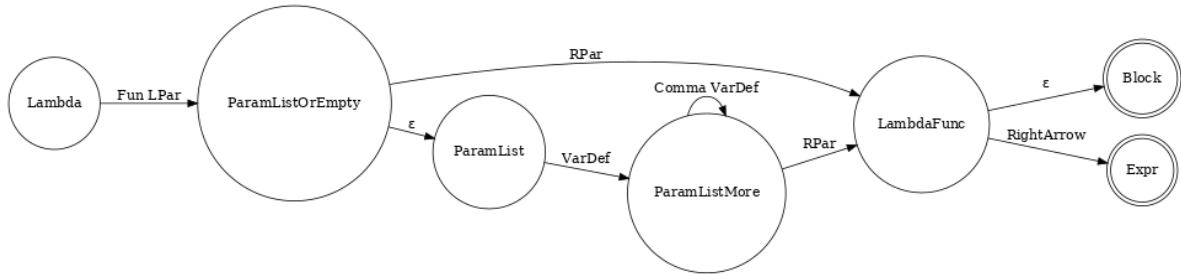 Lambda
Fun LPar
ParamListOrEmpty
RPar
ε
ParamList
VarDef
Comma VarDef
ParamListMore
RPar
LambdaFunc
ε
Block
RightArrow
Expr